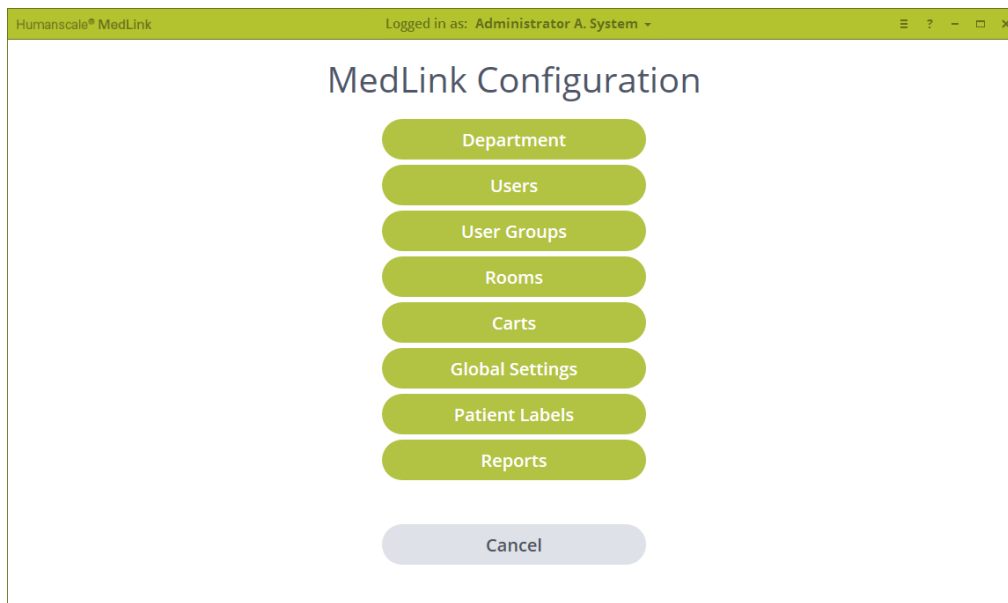 Humanscale® MedLink Logged in as: Administrator A. System
MedLink Configuration
Department
Users
User Groups
Rooms
Carts
Global Settings
Patient Labels
Reports
Cancel